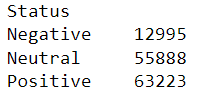 Status
Negative    12995
Neutral     55888
Positive    63223